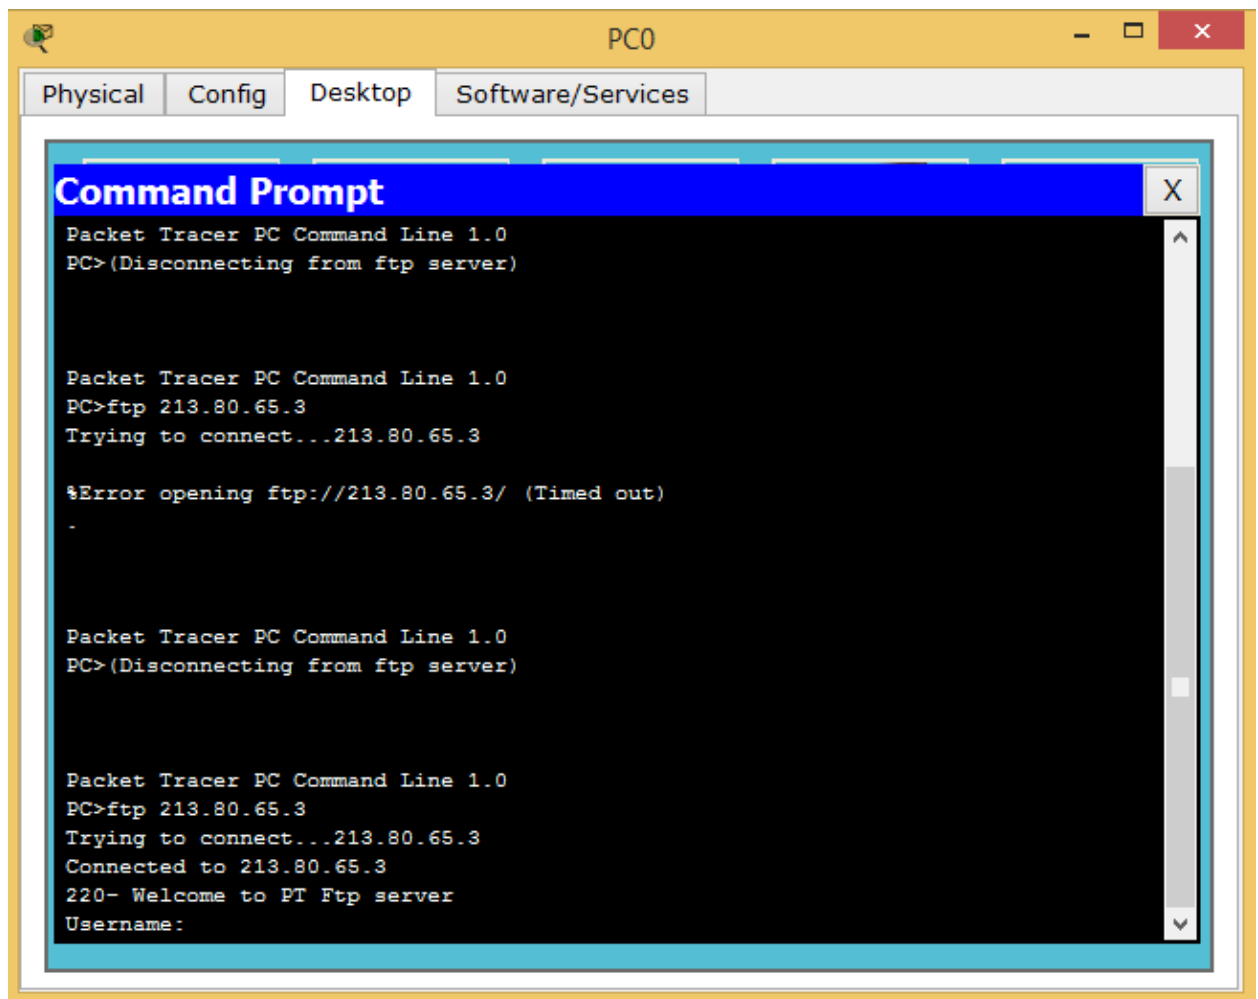 PC0
Physical Config Desktop Software/Services
Command Prompt X
Packet Tracer PC Command Line 1.0
PC>(Disconnecting from ftp server)
Packet Tracer PC Command Line 1.0
PC>ftp 213.80.65.3
Trying to connect...213.80.65.3
%Error opening ftp://213.80.65.3/ (Timed out)
.
Packet Tracer PC Command Line 1.0
PC>(Disconnecting from ftp server)
Packet Tracer PC Command Line 1.0
PC>ftp 213.80.65.3
Trying to connect...213.80.65.3
Connected to 213.80.65.3
220- Welcome to PT Ftp server
Username: